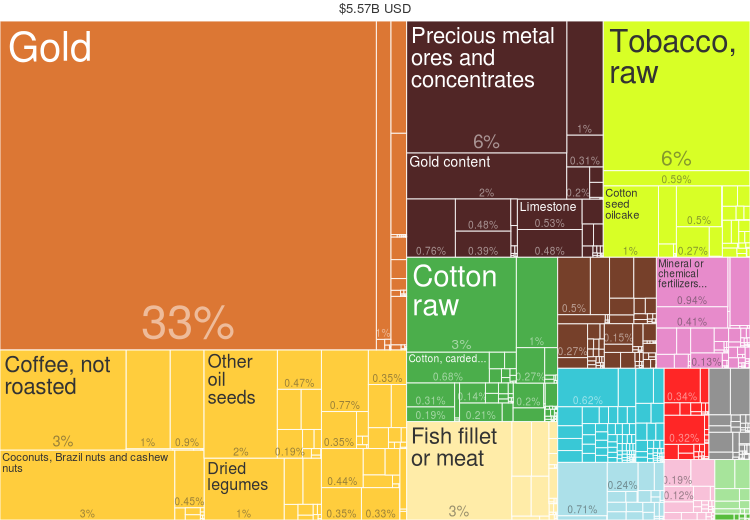 $5.57B USD
Gold
33%
1%
Precious metal
ores and
concentrates
6%
1%
0.31%
Gold content
2%
0.2%
0.76%
0.48%
0.39%
Limestone
0.53%
0.48%
Tobacco,
raw
6%
0.59%
Cotton
seed
oilcake
1%
0.5%
0.27%
Cotton
raw
3%
1%
Cotton, carded...
0.68%
0.27%
0.31%
0.14%
0.2%
0.19%
0.21%
0.5%
0.27%
0.15%
Mineral or
chemical
fertilizers...
0.94%
0.41%
0.13%
Coffee, not
roasted
3%
1%
0.9%
Other
oil
seeds
2%
0.47%
0.19%
0.77%
0.35%
0.35%
Coconuts, Brazil nuts and cashew
nuts
3%
0.45%
Dried
legumes
1%
0.44%
0.35%
0.33%
Fish fillet
or meat
3%
0.62%
0.34%
0.32%
0.71%
0.24%
0.19%
0.12%